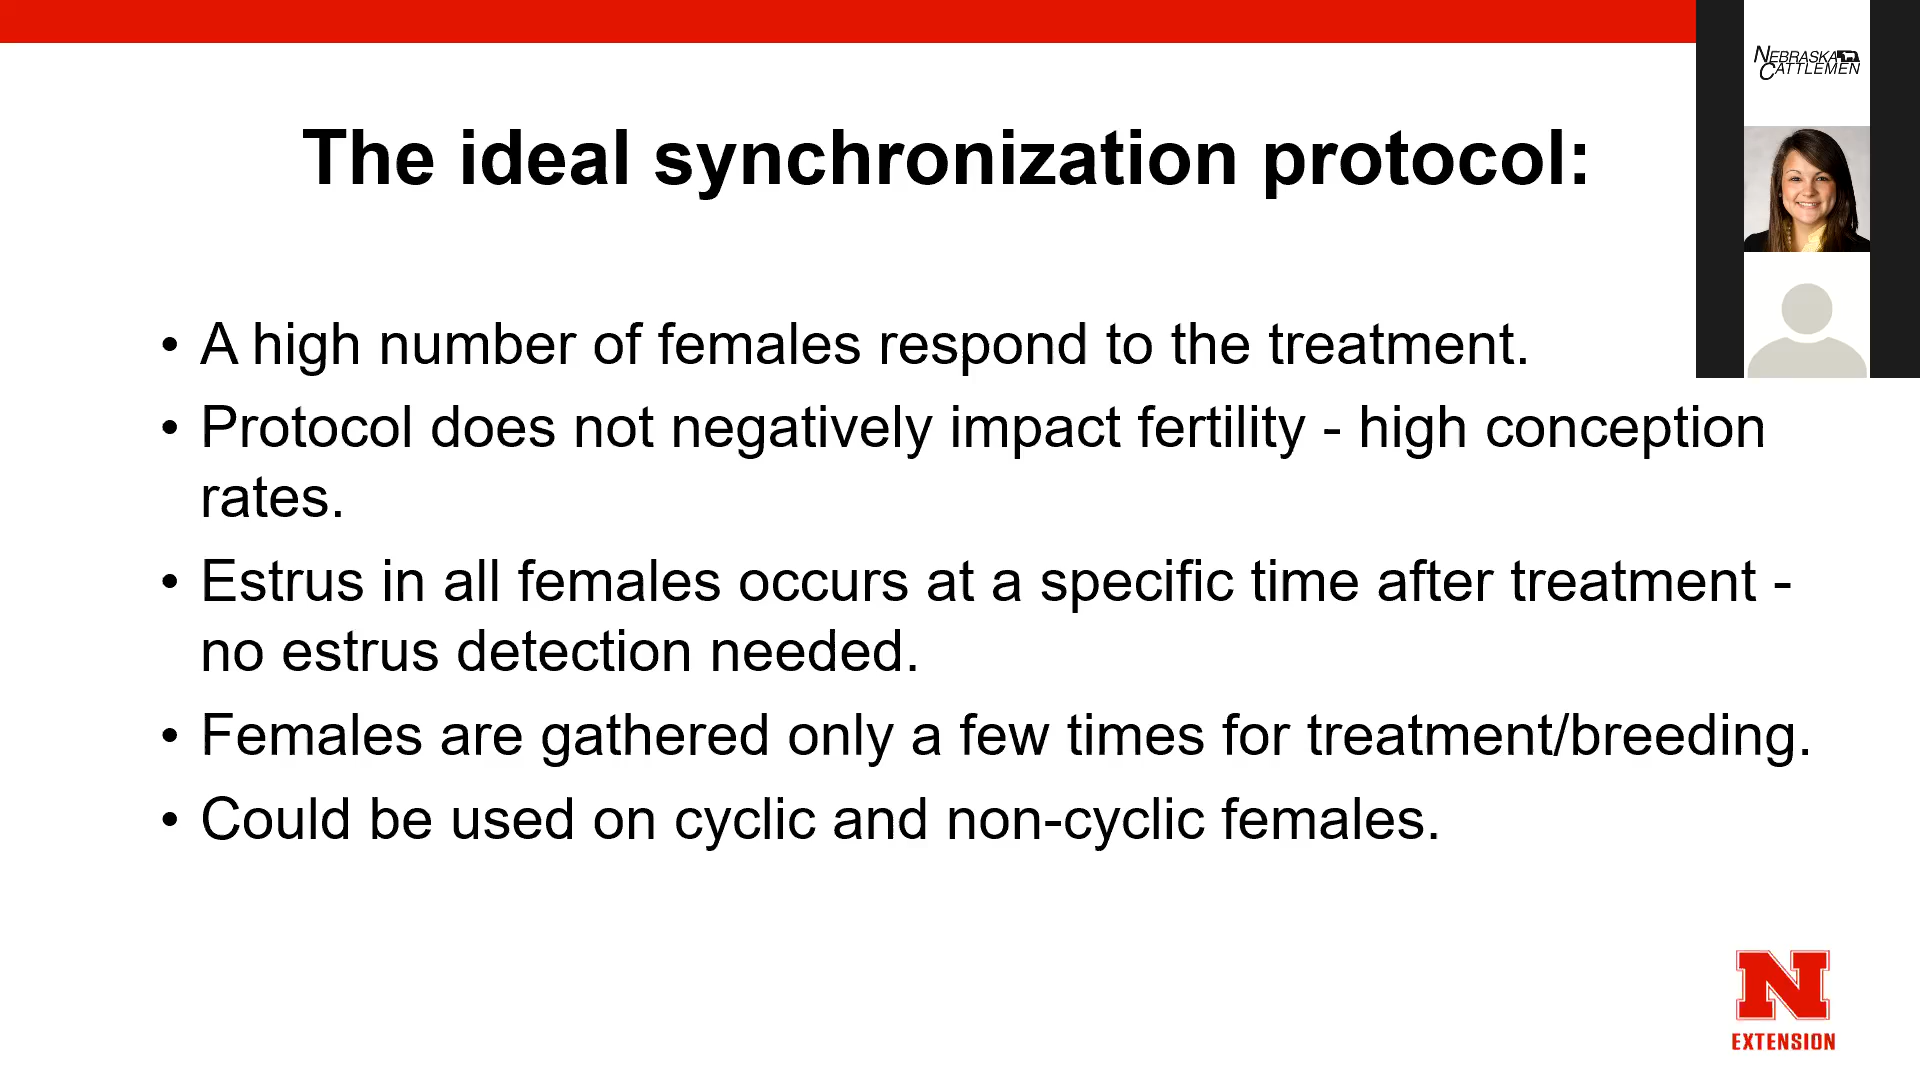 NEBRASKA
CATTLEMEN
The ideal synchronization protocol:
• A high number of females respond to the treatment.
• Protocol does not negatively impact fertility - high conception
rates.
• Estrus in all females occurs at a specific time after treatment -
no estrus detection needed.
• Females are gathered only a few times for treatment/breeding.
• Could be used on cyclic and non-cyclic females.
N
EXTENSION